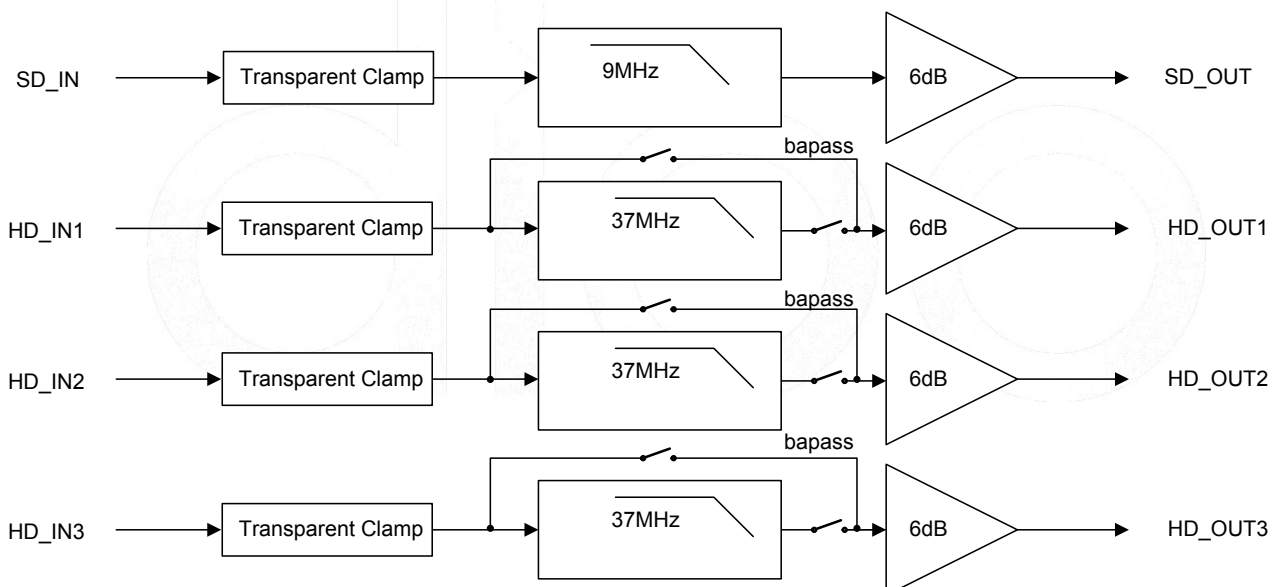 SD_IN Transparent Clamp 9MHz 6dB SD_OUT
bapass
HD_IN1 Transparent Clamp 37MHz 6dB HD_OUT1
bapass
HD_IN2 Transparent Clamp 37MHz 6dB HD_OUT2
bapass
HD_IN3 Transparent Clamp 37MHz 6dB HD_OUT3